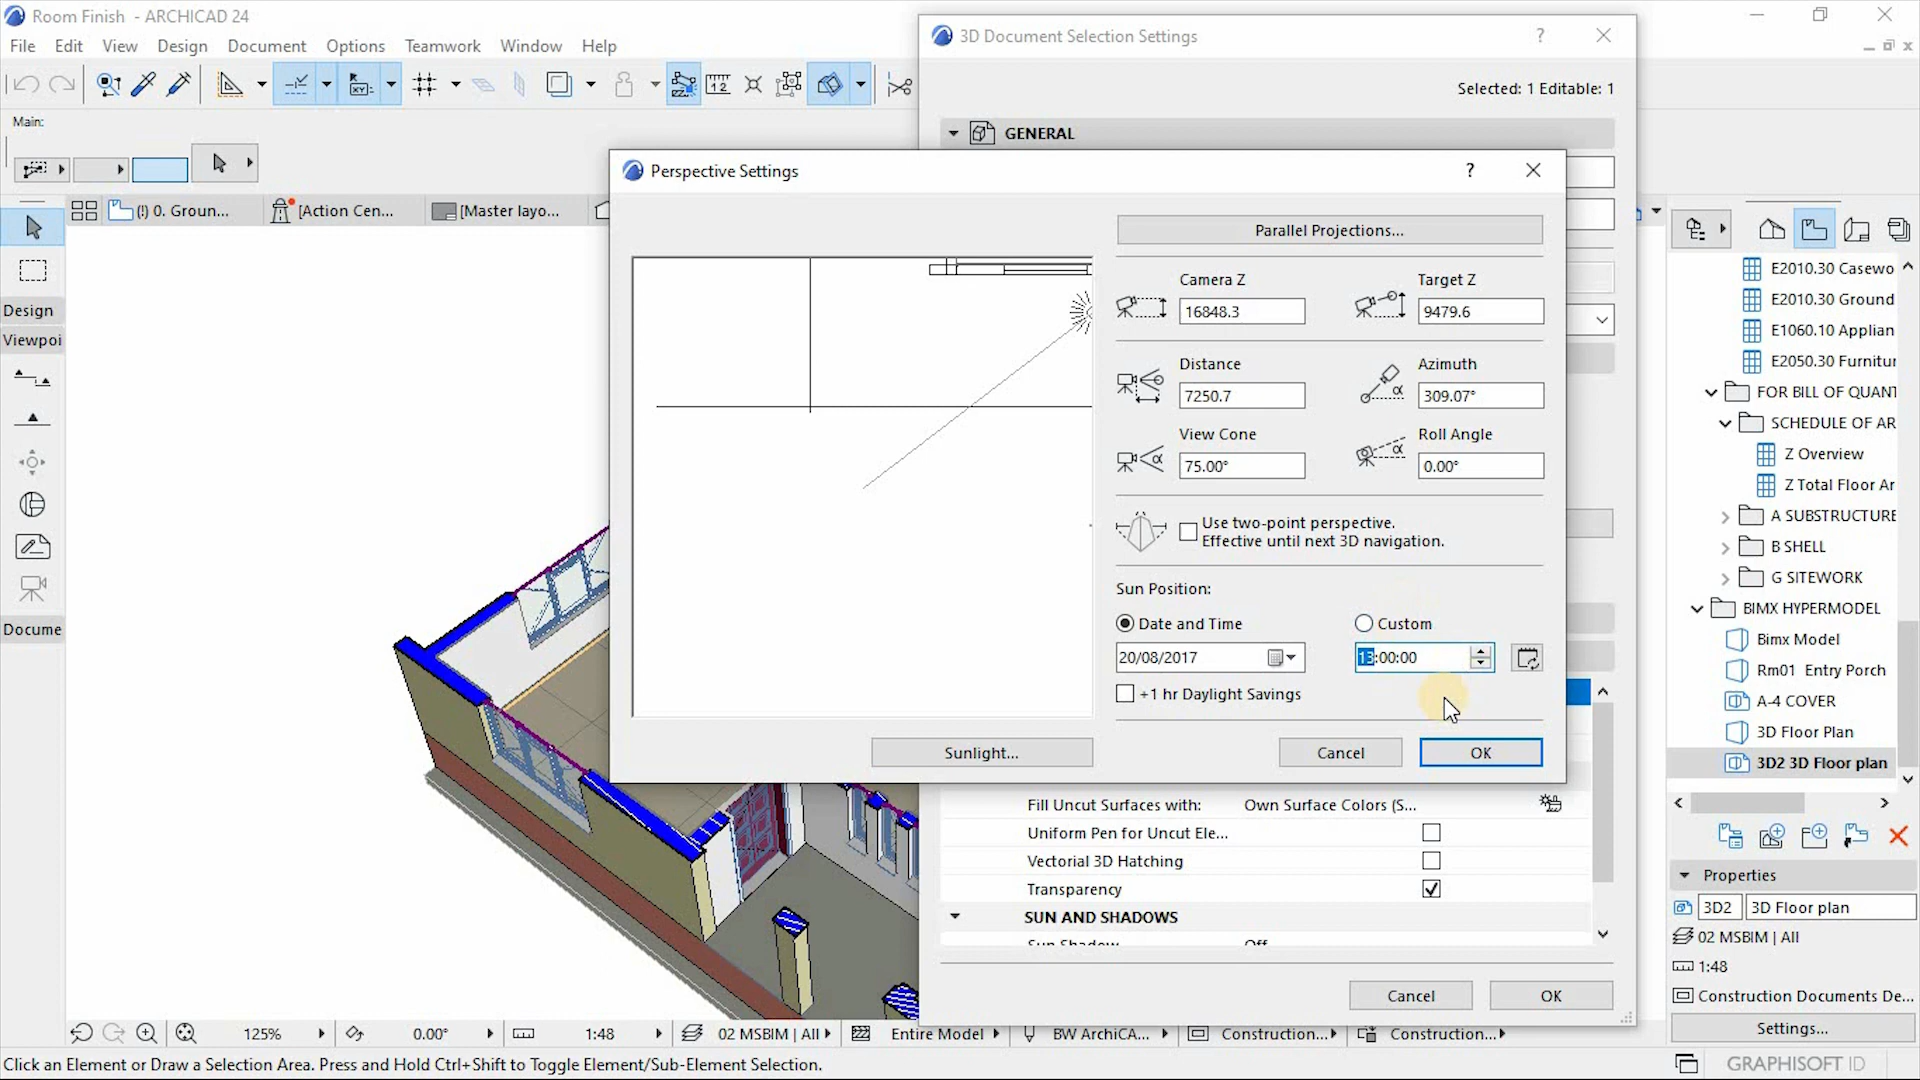 Room Finish - ARCHICAD 24
File Edit View Design Document Options Teamwork Window Help
Main:
(!) 0. Groun...
[Action Cen...
[Master layo...
Design
Viewpoi
Docume
3D Document Selection Settings
?
Selected: 1 Editable: 1
GENERAL
Perspective Settings
?
Parallel Projections...
Camera Z
Target Z
16848.3
9479.6
Distance
Azimuth
7250.7
309.07°
View Cone
Roll Angle
75.00°
0.00°
Use two-point perspective.
Effective until next 3D navigation.
Sun Position:
Date and Time
Custom
20/08/2017
13:00:00
+1 hr Daylight Savings
Sunlight...
Cancel
OK
Fill Uncut Surfaces with:
Own Surface Colors (S...
Uniform Pen for Uncut Ele...
Vectorial 3D Hatching
Transparency
SUN AND SHADOWS
Sun Shadow
Off
Cancel
OK
E2010.30 Casewo
E2010.30 Ground
E1060.10 Applian
E2050.30 Furnitur
FOR BILL OF QUANT
SCHEDULE OF AR
Z Overview
Z Total Floor Ar
A SUBSTRUCTURE
B SHELL
G SITEWORK
BIMX HYPERMODEL
Bimx Model
Rm01 Entry Porch
A-4 COVER
3D Floor Plan
3D2 3D Floor plan
Properties
3D2
3D Floor plan
02 MSBIM | All
1:48
Construction Documents De...
Settings...
125%
0.00°
1:48
02 MSBIM | All
Entire Model
BW ArchiCA...
Construction...
Construction...
Click an Element or Draw a Selection Area. Press and Hold Ctrl+Shift to Toggle Element/Sub-Element Selection.
GRAPHISOFT ID